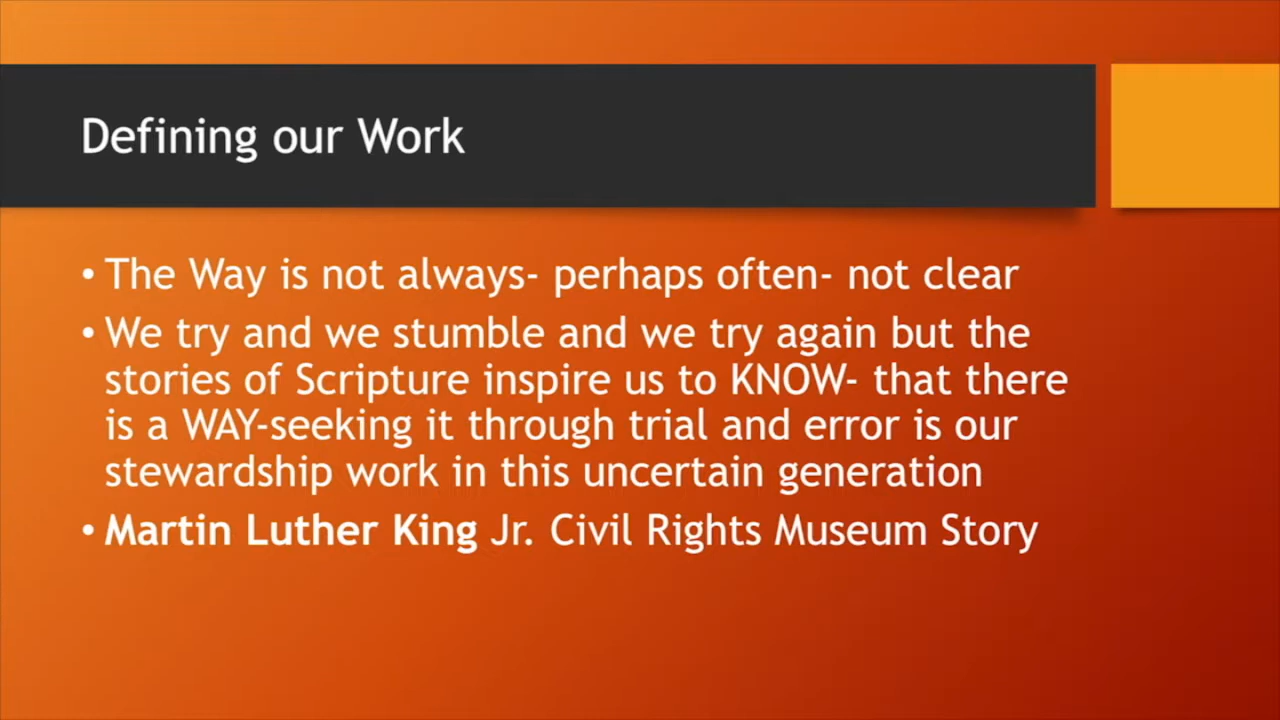 Defining our Work
• The Way is not always- perhaps often- not clear
• We try and we stumble and we try again but the
stories of Scripture inspire us to KNOW- that there
is a WAY-seeking it through trial and error is our
stewardship work in this uncertain generation
• Martin Luther King Jr. Civil Rights Museum Story